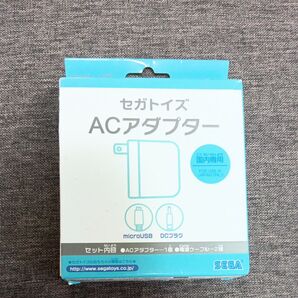 セガトイズ
ACアダプター
国内専用
microUSB
DCプラグ
セット内容 ●ACアダプター…1個 ●電源ケーブル…2種
http://www.segatoys.co.jp/
SEGA